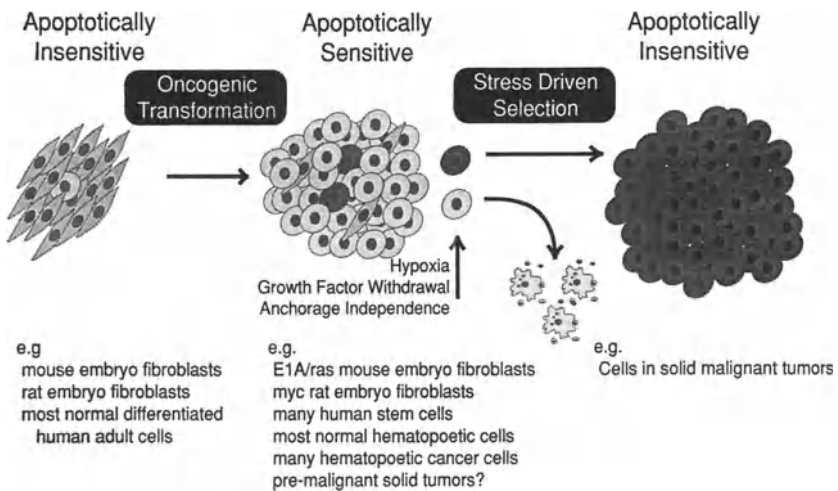 Apoptotically
Insensitive
Oncogenic
Transformation
Apoptotically
Sensitive
Stress Driven
Selection
Apoptotically
Insensitive
Hypoxia
Growth Factor Withdrawal
Anchorage Independence
e.g
mouse embryo fibroblasts
rat embryo fibroblasts
most normal differentiated
human adult cells
e.g.
E1A/ras mouse embryo fibroblasts
myc rat embryo fibroblasts
many human stem cells
most normal hematopoetic cells
many hematopoetic cancer cells
pre-malignant solid tumors?
e.g.
Cells in solid malignant tumors